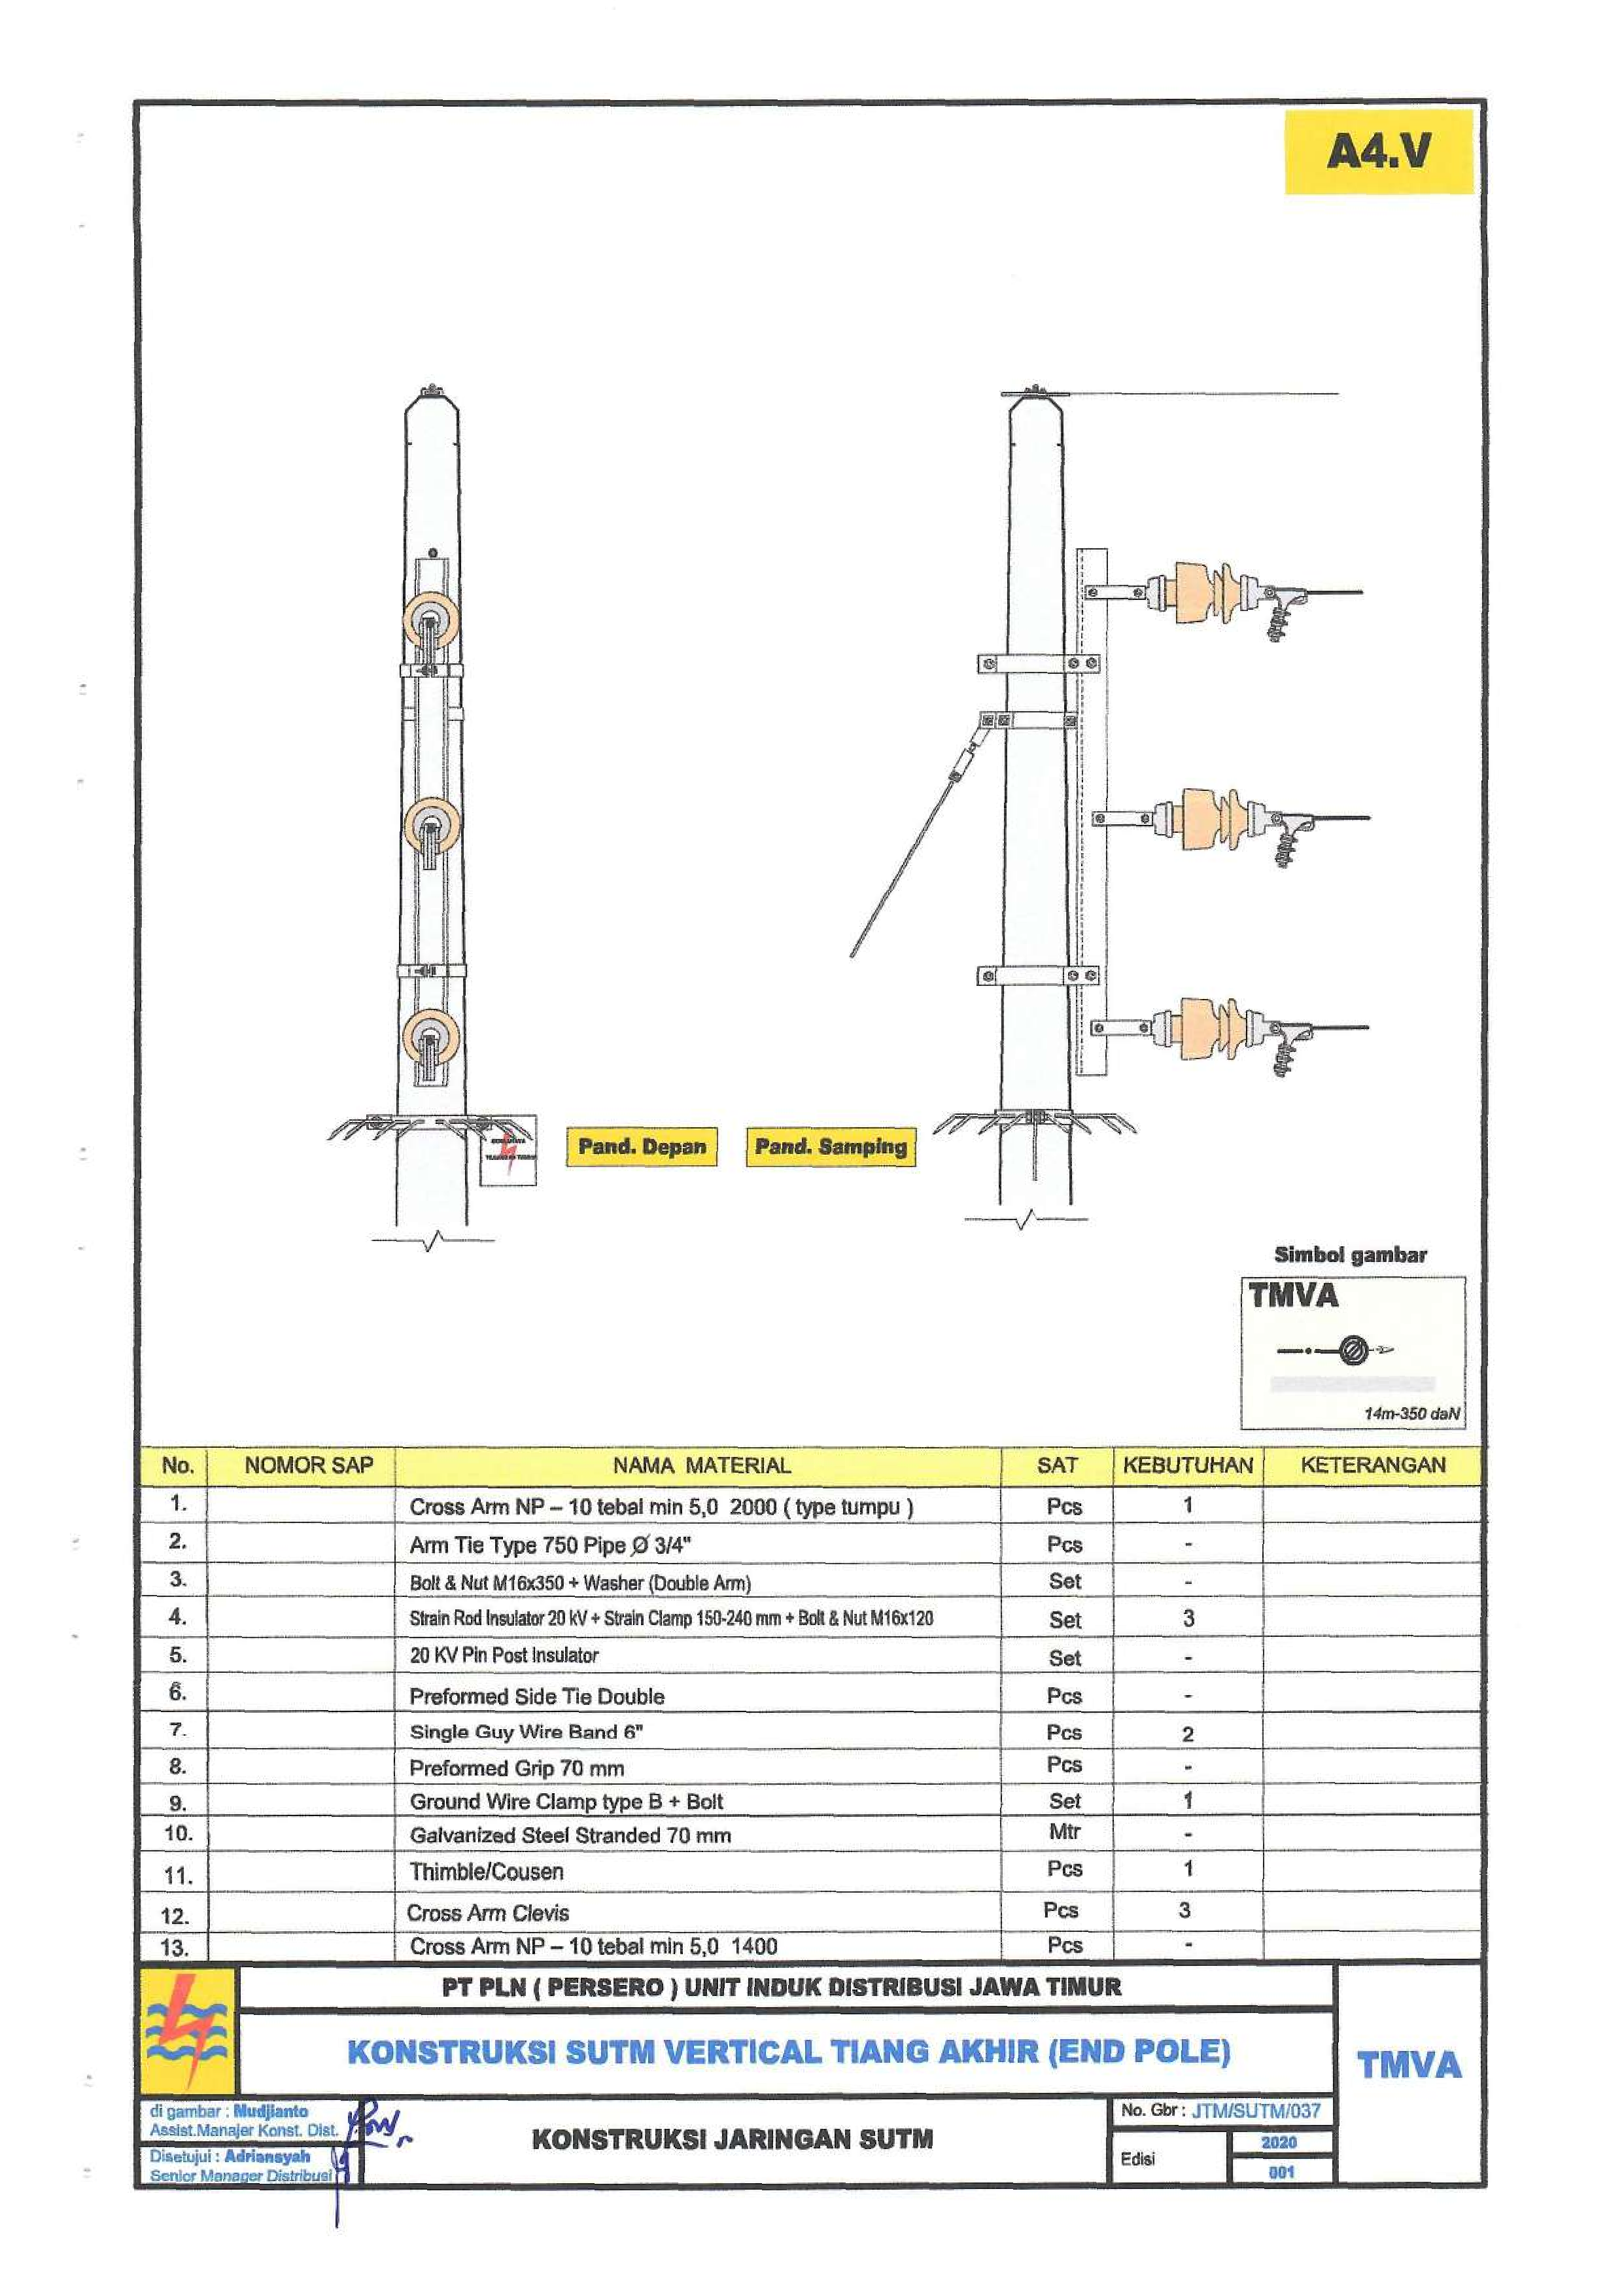 A4.V
Pand. Depan
Pand. Samping
Simbol gambar
TMVA
14m-350 daN
No. NOMOR SAP NAMA MATERIAL SAT KEBUTUHAN KETERANGAN
1. Cross Arm NP – 10 tebal min 5,0 2000 ( type tumpu ) Pcs 1
2. Arm Tie Type 750 Pipe Ø 3/4" Pcs -
3. Bolt & Nut M16x350 + Washer (Double Arm) Set -
4. Strain Rod Insulator 20 kV + Strain Clamp 150-240 mm + Bolt & Nut M16x120 Set 3
5. 20 KV Pin Post Insulator Set -
6. Preformed Side Tie Double Pcs -
7. Single Guy Wire Band 6" Pcs 2
8. Preformed Grip 70 mm Pcs -
9. Ground Wire Clamp type B + Bolt Set 1
10. Galvanized Steel Stranded 70 mm Mtr -
11. Thimble/Cousen Pcs 1
12. Cross Arm Clevis Pcs 3
13. Cross Arm NP – 10 tebal min 5,0 1400 Pcs -
PT PLN ( PERSERO ) UNIT INDUK DISTRIBUSI JAWA TIMUR
KONSTRUKSI SUTM VERTICAL TIANG AKHIR (END POLE)
TMVA
di gambar : Mudjianto
Assist.Manajer Konst. Dist.
Disetujui : Adriansyah
Senior Manager Distribusi
KONSTRUKSI JARINGAN SUTM
No. Gbr : JTM/SUTM/037
Edisi
2020
001